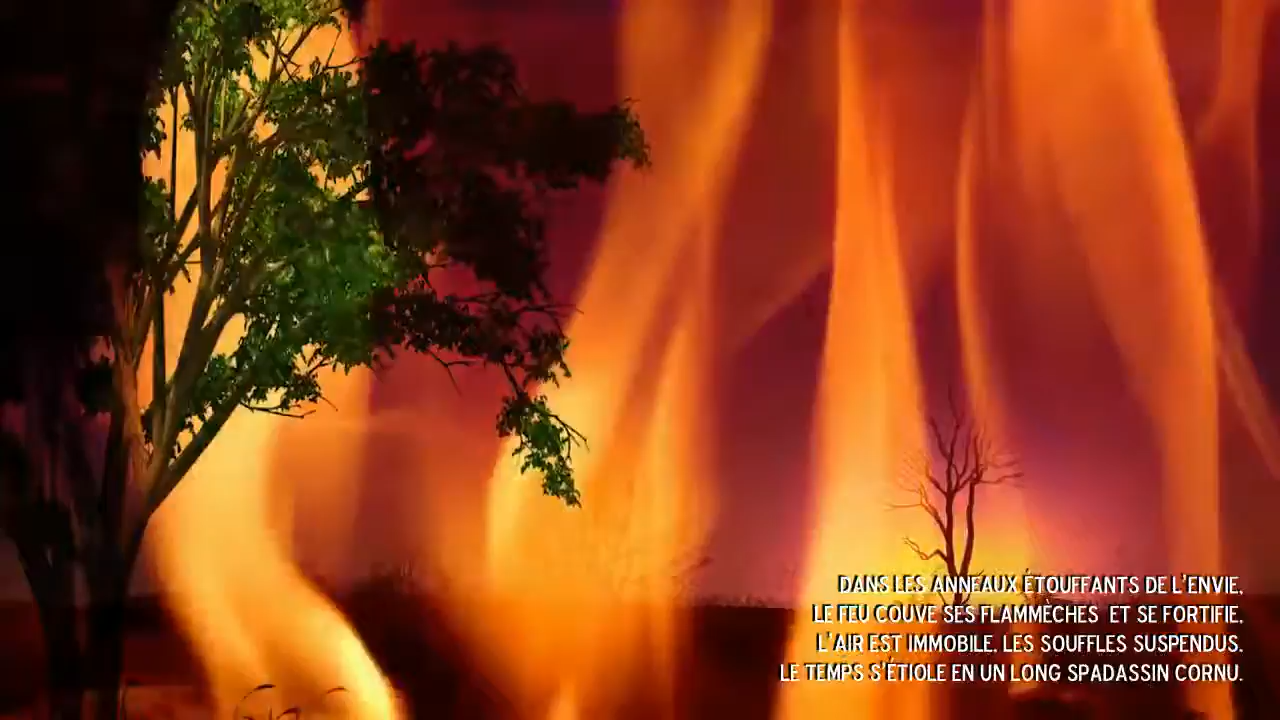 DANS LES ANNEAUX ÉTOUFFANTS DE L'ENVIE,
LE FEU COUVE SES FLAMMÈCHES ET SE FORTIFIE,
L'AIR EST IMMOBILE, LES SOUFFLES SUSPENDUS.
LE TEMPS S'ÉTIOLE EN UN LONG SPADASSIN CORNU.